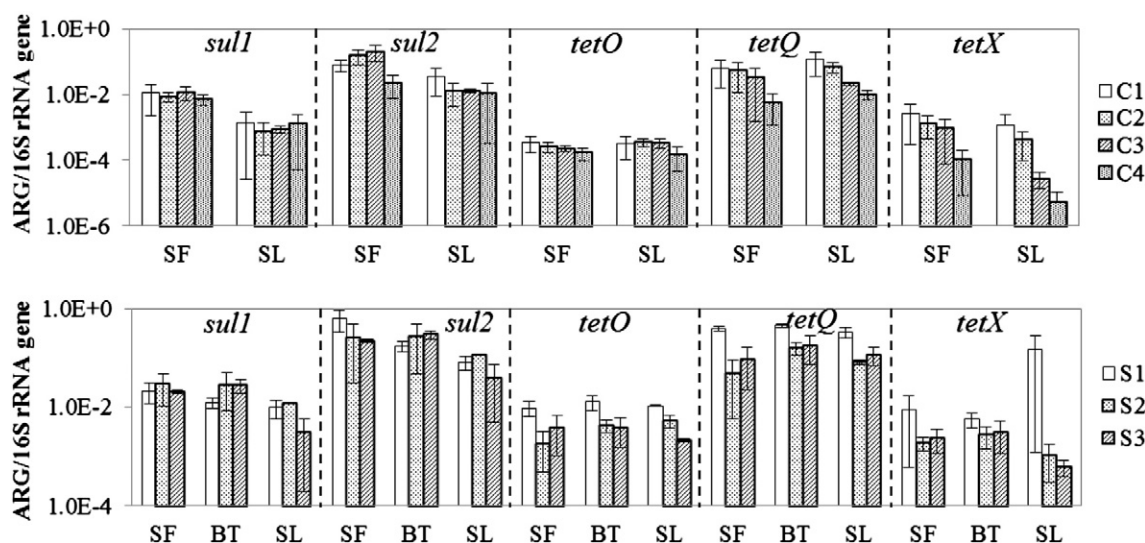 1.0E+0
sul1 sul2 tetO tetQ tetX
1.0E-2
1.0E-4
1.0E-6
ARG/16S rRNA gene
C1
C2
C3
C4
SF SL SF SL SF SL SF SL SF SL
1.0E+0
sul1 sul2 tetO tetQ tetX
1.0E-2
1.0E-4
ARG/16S rRNA gene
S1
S2
S3
SF BT SL SF BT SL SF BT SL SF BT SL SF BT SL